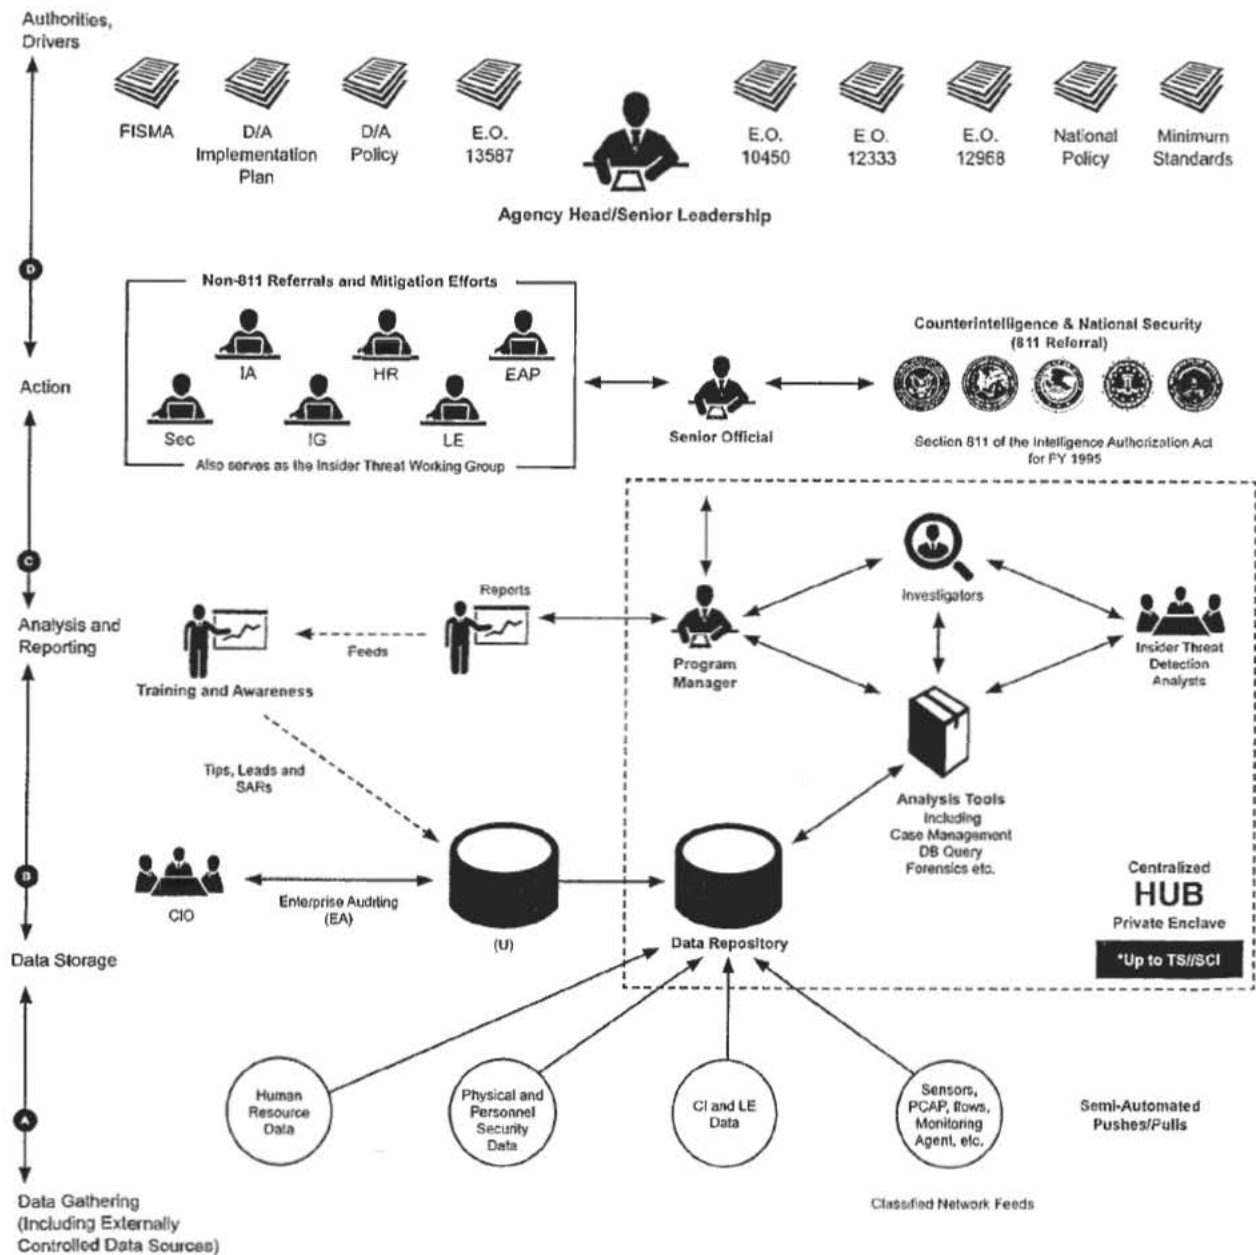 Authorities,
Drivers
FISMA
D/A
Implementation
Plan
D/A
Policy
E.O.
13587
Agency Head/Senior Leadership
E.O.
10450
E.O.
12333
E.O.
12968
National
Policy
Minimum
Standards
D
Non-811 Referrals and Mitigation Efforts
IA
HR
EAP
Sec
IG
LE
Also serves as the Insider Threat Working Group
Action
Senior Official
Counterintelligence & National Security
(811 Referral)
Section 811 of the Intelligence Authorization Act
for FY 1995
C
Analysis and
Reporting
Training and Awareness
Feeds
Reports
Program
Manager
Investigators
Insider Threat
Detection
Analysts
Tips, Leads and
SARs
Analysis Tools
Including
Case Management
DB Query
Forensics etc.
B
CIO
Enterprise Auditing
(EA)
(U)
Data Repository
Centralized
HUB
Private Enclave
*Up to TS//SCI
Data Storage
Human
Resource
Data
Physical and
Personnel
Security
Data
CI and LE
Data
Sensors,
PCAP, flows,
Monitoring
Agent, etc.
Semi-Automated
Pushes/Pulls
A
Data Gathering
(Including Externally
Controlled Data Sources)
Classified Network Feeds